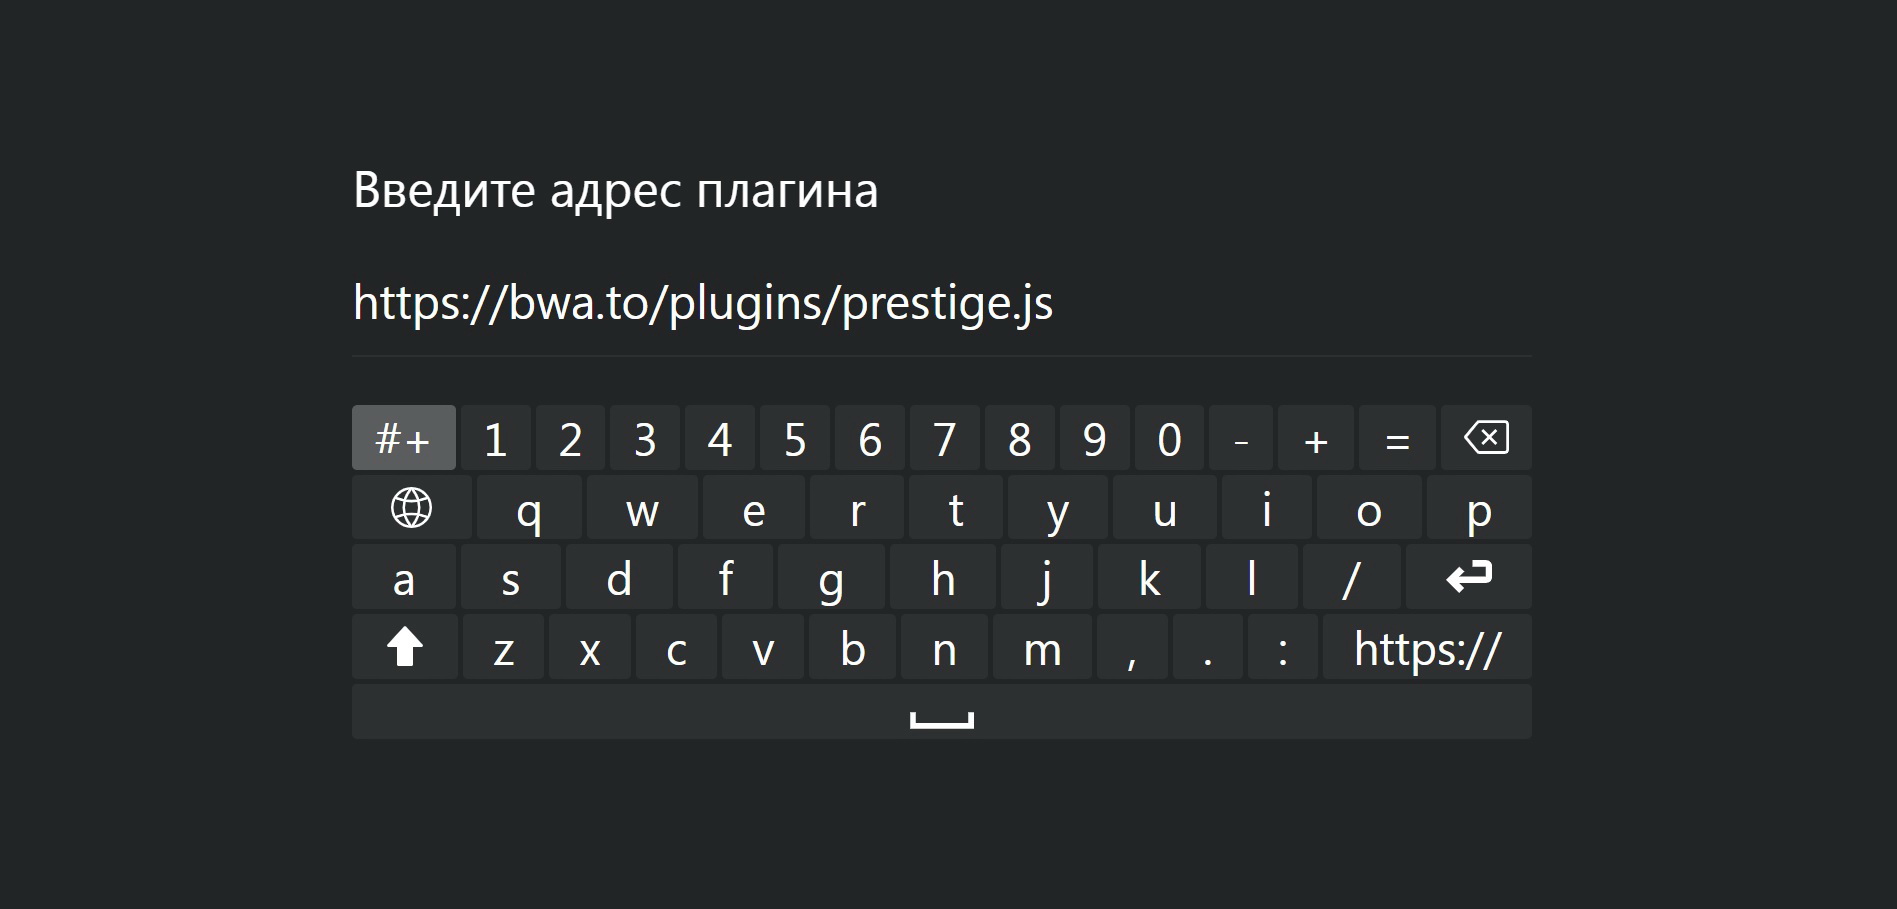 Введите адрес плагина
https://bwa.to/plugins/prestige.js
#+ 1 2 3 4 5 6 7 8 9 0 - + =
q w e r t y u i o p
a s d f g h j k l /
z x c v b n m , . : https://